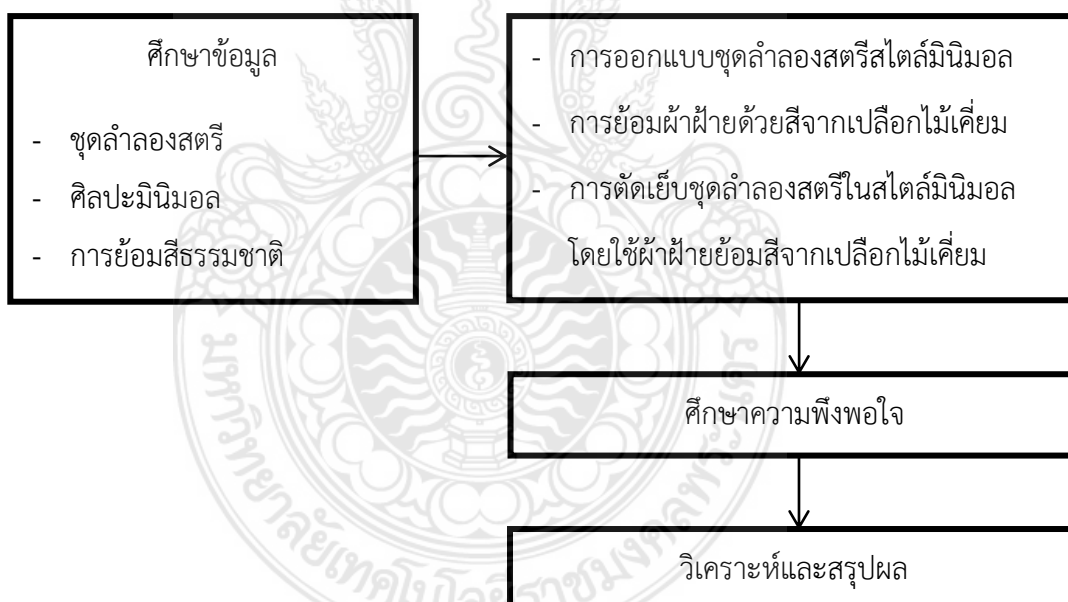 ศึกษาข้อมูล
- ชุดลำลองสตรี
- ศิลปะมินิมอล
- การย้อมสีธรรมชาติ
- การออกแบบชุดลำลองสตรีสไตล์มินิมอล
- การย้อมผ้าฝ้ายด้วยสีจากเปลือกไม้เคี่ยม
- การตัดเย็บชุดลำลองสตรีในสไตล์มินิมอล
โดยใช้ผ้าฝ้ายย้อมสีจากเปลือกไม้เคี่ยม
ศึกษาความพึงพอใจ
วิเคราะห์และสรุปผล